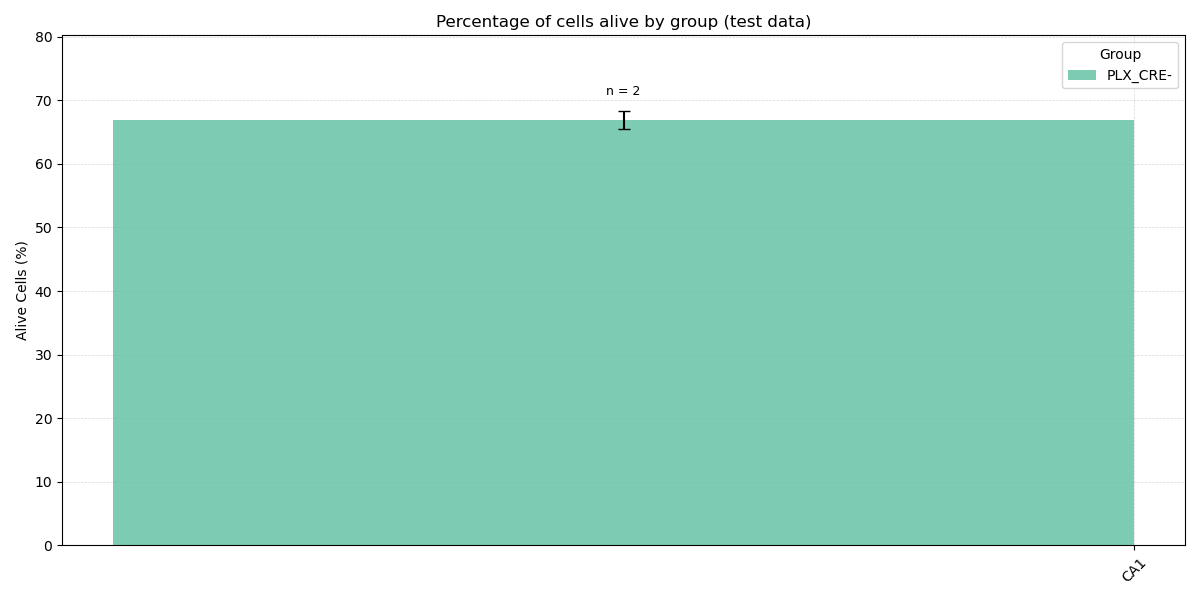 Percentage of cells alive by group (test data)
80
70
60
50
40
30
20
10
0
Alive Cells (%)
n = 2
Group
PLX_CRE-
CA1